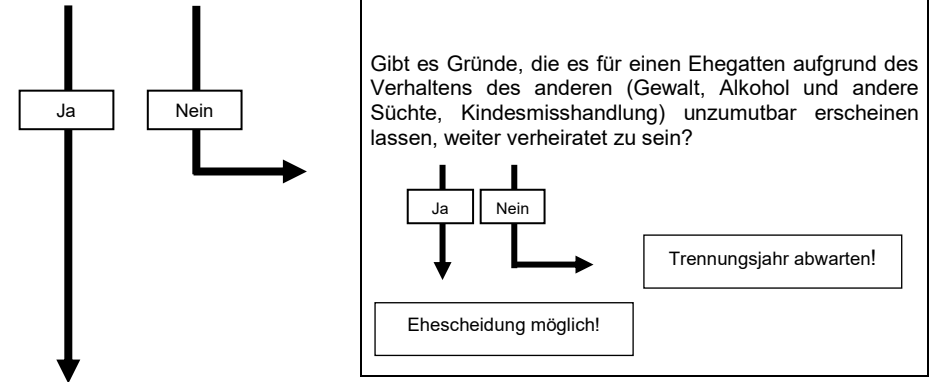 Ja
Nein
Gibt es Gründe, die es für einen Ehegatten aufgrund des
Verhaltens des anderen (Gewalt, Alkohol und andere
Süchte, Kindesmisshandlung) unzumutbar erscheinen
lassen, weiter verheiratet zu sein?
Ja
Nein
Trennungsjahr abwarten!
Ehescheidung möglich!